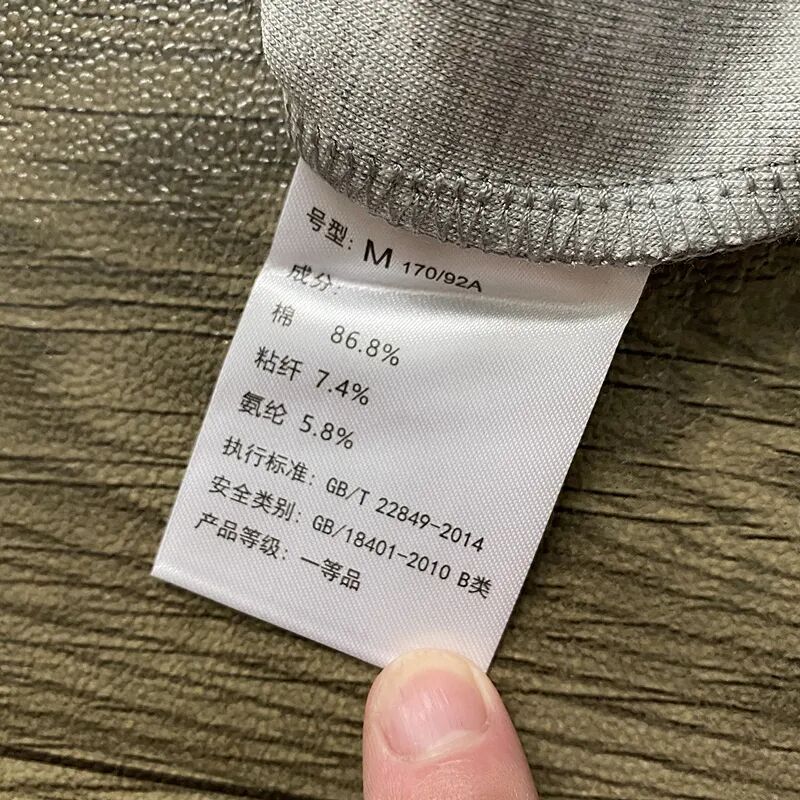 号型: M 170/92A
成分:
棉 86.8%
粘纤 7.4%
氨纶 5.8%
执行标准: GB/T 22849-2014
安全类别: GB/18401-2010 B类
产品等级: 一等品